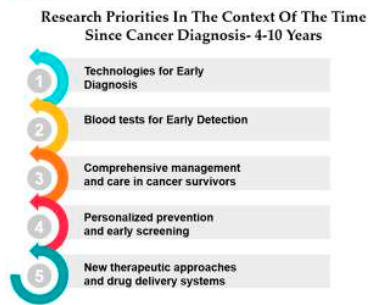 Research Priorities In The Context Of The Time
Since Cancer Diagnosis- 4-10 Years
1
Technologies for Early
Diagnosis
2
Blood tests for Early Detection
3
Comprehensive management
and care in cancer survivors
4
Personalized prevention
and early screening
5
New therapeutic approaches
and drug delivery systems